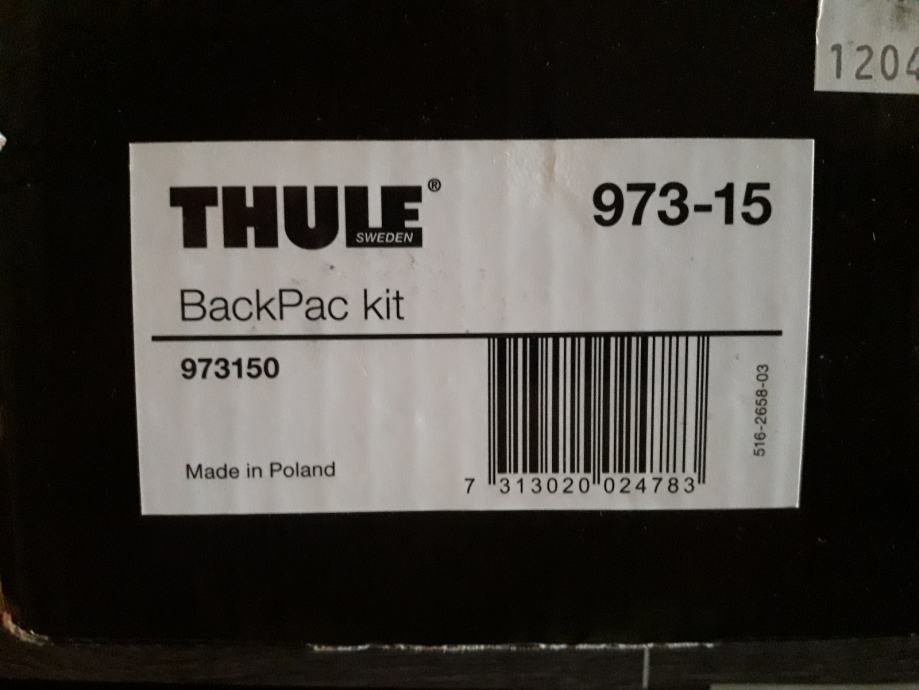 1204
THULE®
SWEDEN
973-15
BackPac kit
973150
516-2658-03
Made in Poland
7 313020 024783